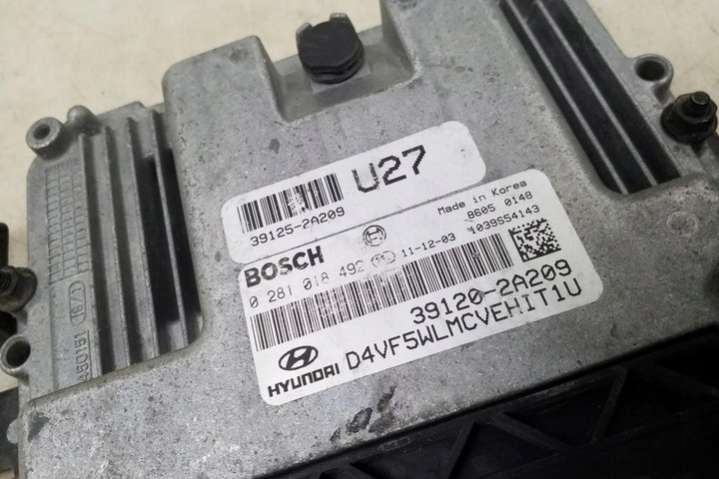 U27
39125-2A209
Made in Korea
BOSCH
8605 0148
0 281 018 492
11-12-03
1039S54143
39120-2A209
D4VF5WLMCVEHIT1U
HYUNDAI